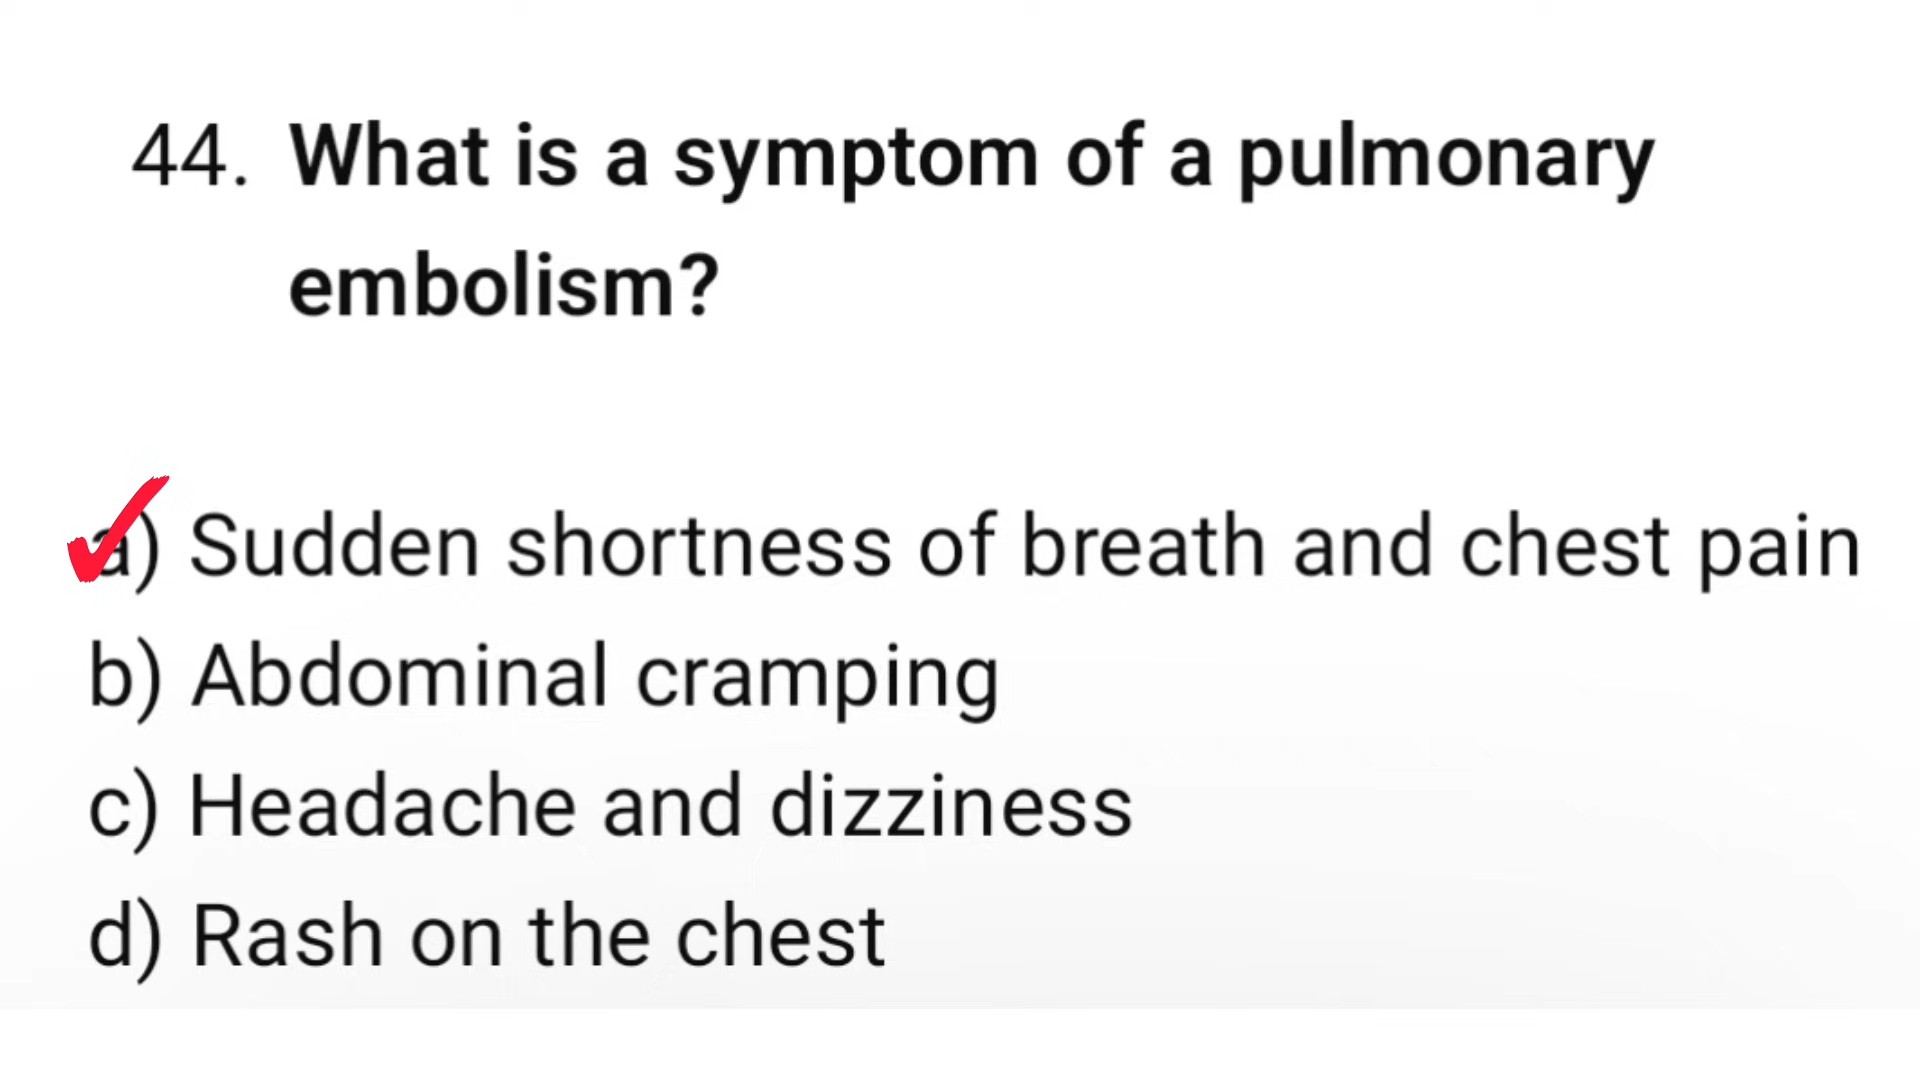 44. What is a symptom of a pulmonary
embolism?
a) Sudden shortness of breath and chest pain
b) Abdominal cramping
c) Headache and dizziness
d) Rash on the chest